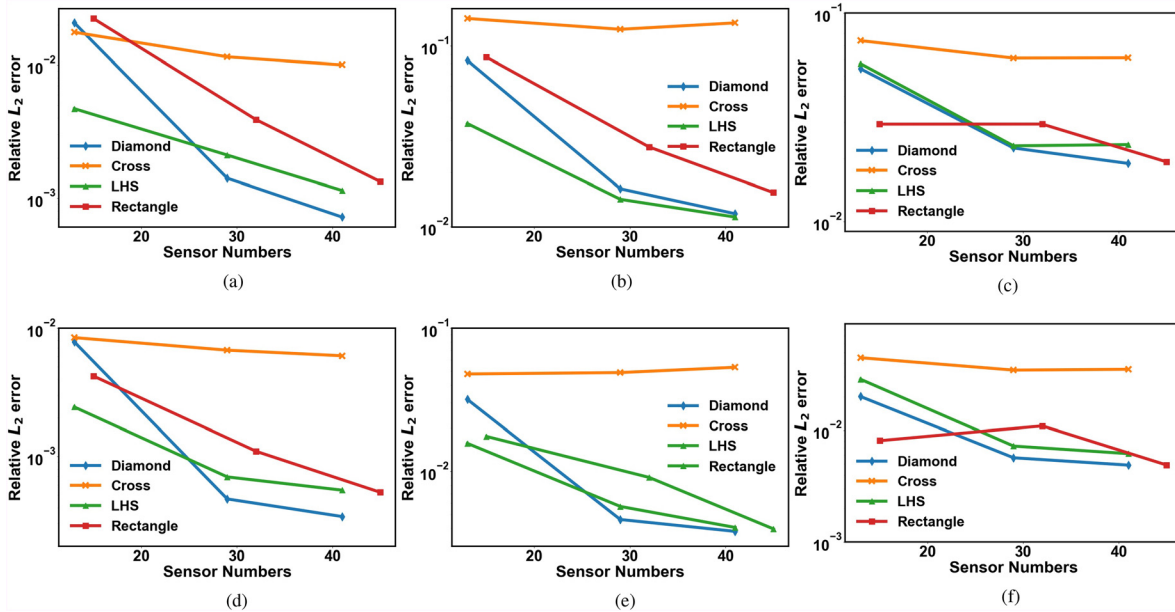 10−2
10−3
Relative L2 error
Diamond
Cross
LHS
Rectangle
20 30 40
Sensor Numbers
(a)
10−1
10−2
Relative L2 error
Diamond
Cross
LHS
Rectangle
20 30 40
Sensor Numbers
(b)
10−1
10−2
Relative L2 error
Diamond
Cross
LHS
Rectangle
20 30 40
Sensor Numbers
(c)
10−2
10−3
Relative L2 error
Diamond
Cross
LHS
Rectangle
20 30 40
Sensor Numbers
(d)
10−1
10−2
Relative L2 error
Diamond
Cross
LHS
Rectangle
20 30 40
Sensor Numbers
(e)
10−2
10−3
Relative L2 error
Diamond
Cross
LHS
Rectangle
20 30 40
Sensor Numbers
(f)